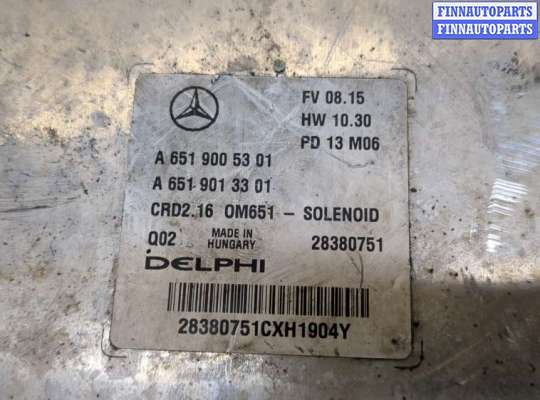 FINNAUTOPARTS
FINNAUTOPARTS
FV 08.15
HW 10.30
PD 13 M06
A 651 900 53 01
A 651 901 33 01
CRD2.16 OM651 - SOLENOID
Q02 MADE IN HUNGARY 28380751
DELPHI
28380751CXH1904Y